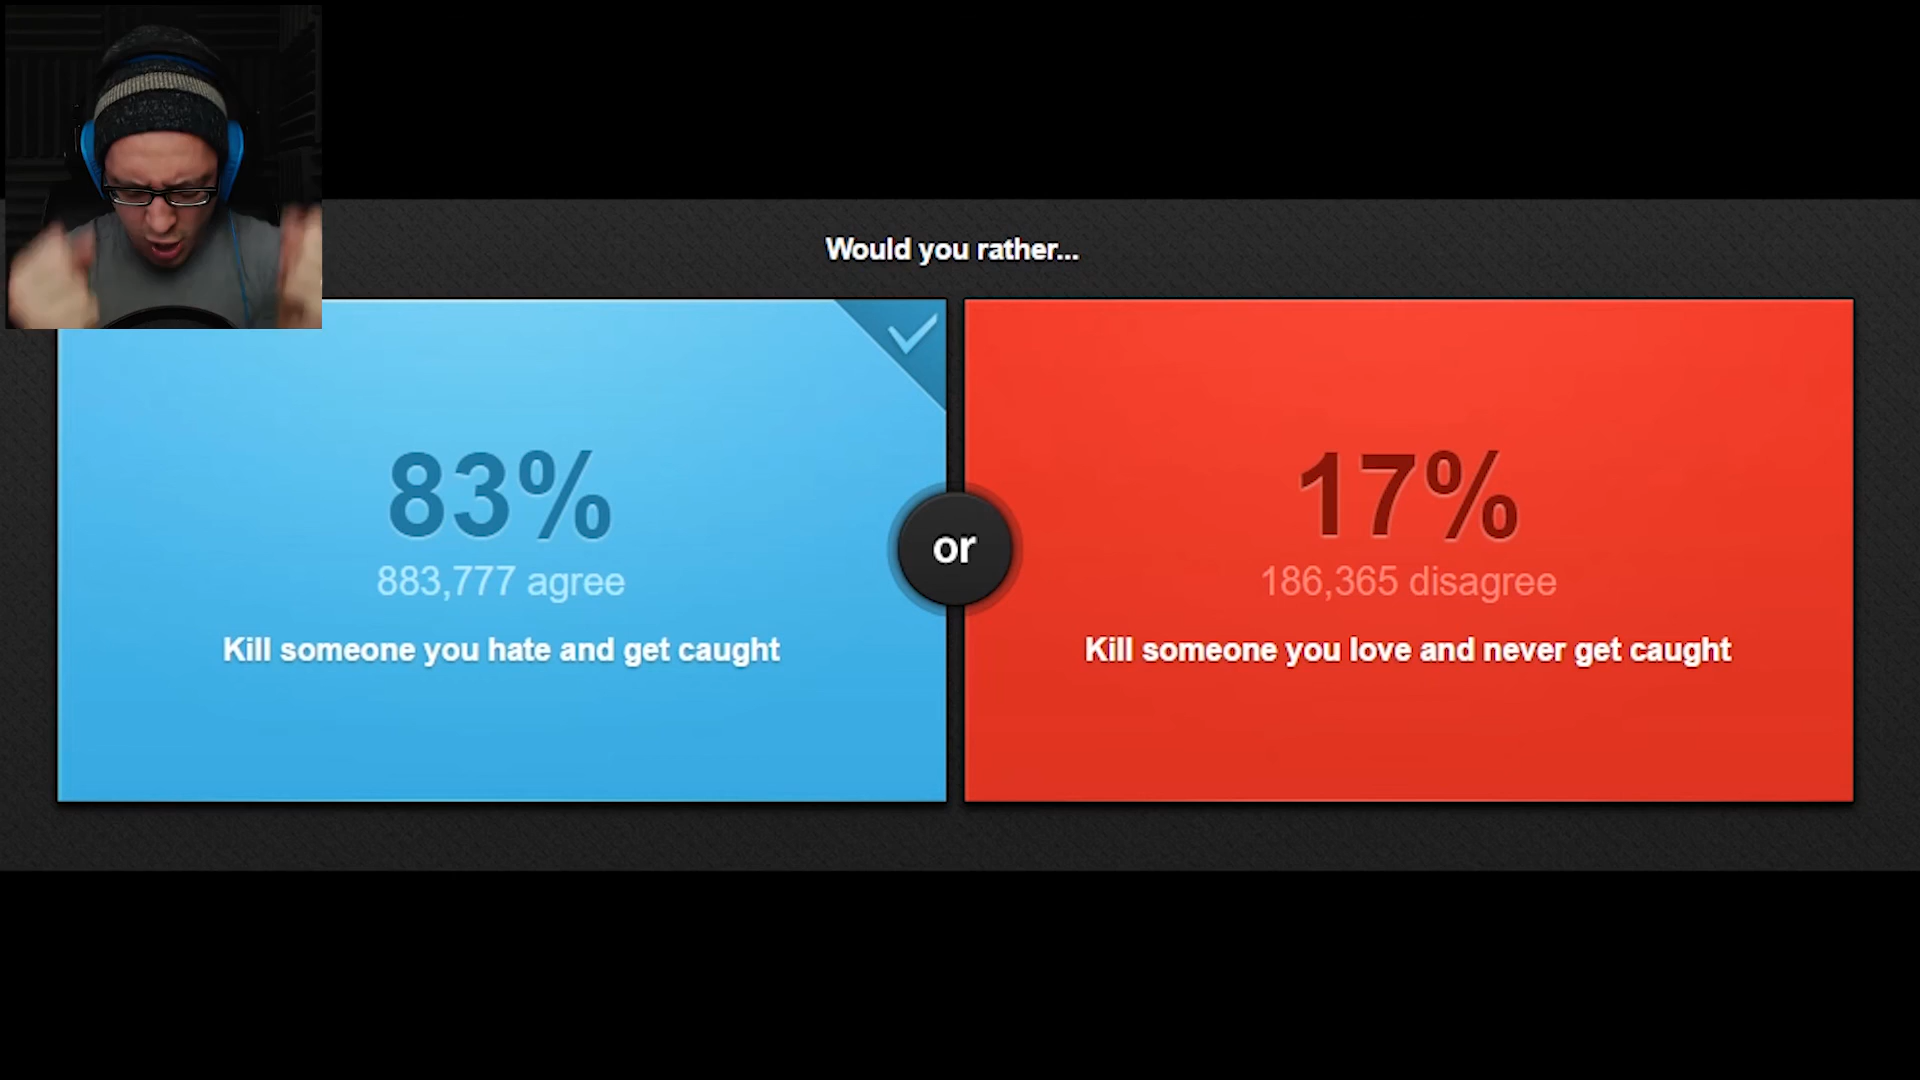 Would you rather...
83%
883,777 agree
Kill someone you hate and get caught
or
17%
186,365 disagree
Kill someone you love and never get caught